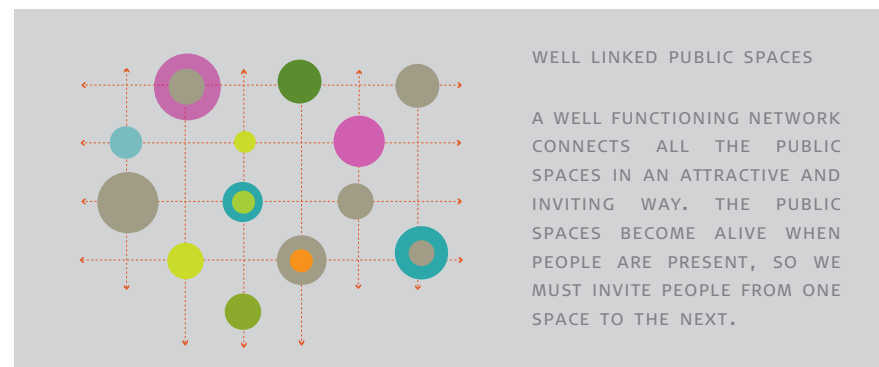 WELL LINKED PUBLIC SPACES
A WELL FUNCTIONING NETWORK
CONNECTS ALL THE PUBLIC
SPACES IN AN ATTRACTIVE AND
INVITING WAY. THE PUBLIC
SPACES BECOME ALIVE WHEN
PEOPLE ARE PRESENT, SO WE
MUST INVITE PEOPLE FROM ONE
SPACE TO THE NEXT.